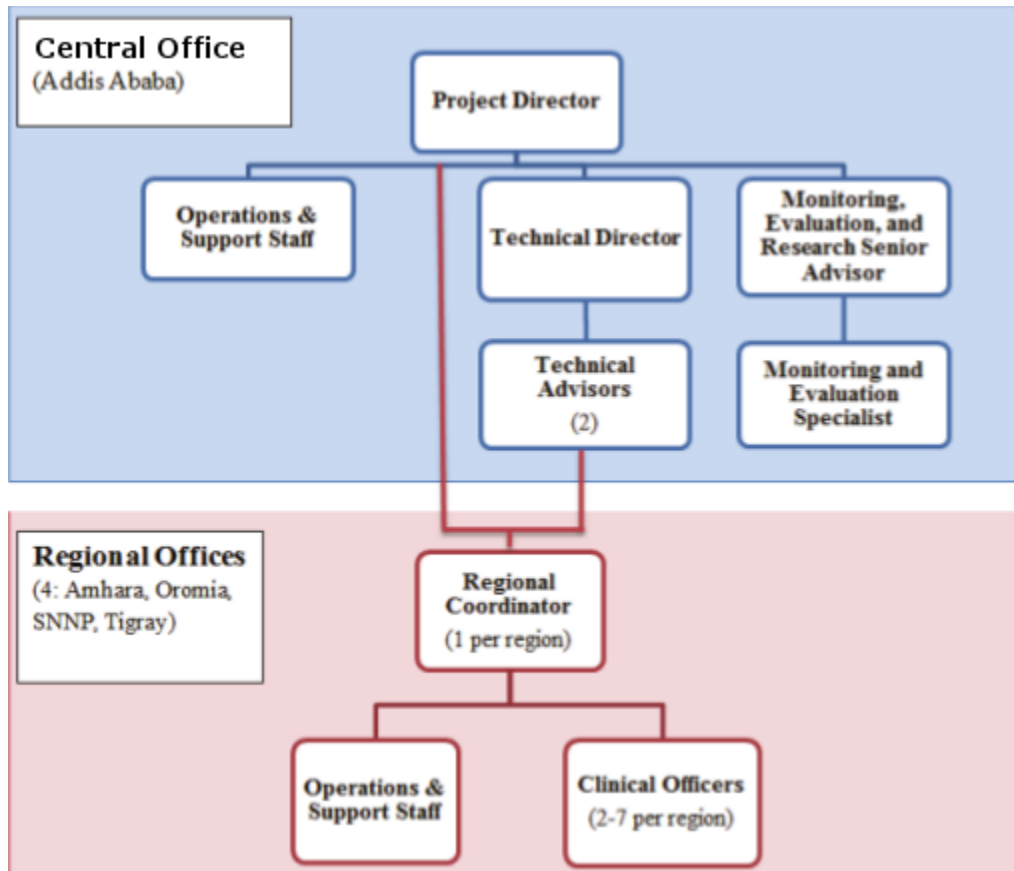 Central Office
(Addis Ababa)
Project Director
Operations &
Support Staff
Technical Director
Monitoring,
Evaluation, and
Research Senior
Advisor
Technical
Advisors
(2)
Monitoring and
Evaluation
Specialist
Regional Offices
(4: Amhara, Oromia,
SNNP, Tigray)
Regional
Coordinator
(1 per region)
Operations &
Support Staff
Clinical Officers
(2-7 per region)